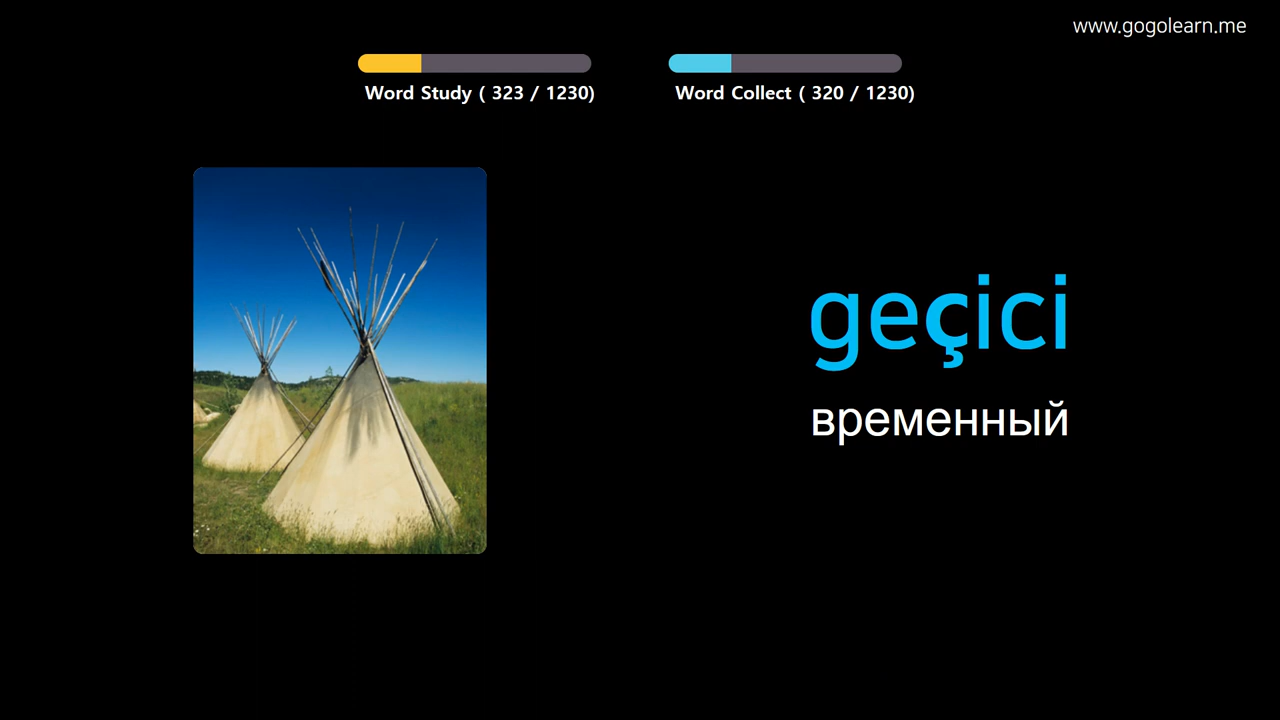 www.gogolearn.me
Word Study ( 323 / 1230)
Word Collect ( 320 / 1230)
geçici
временный